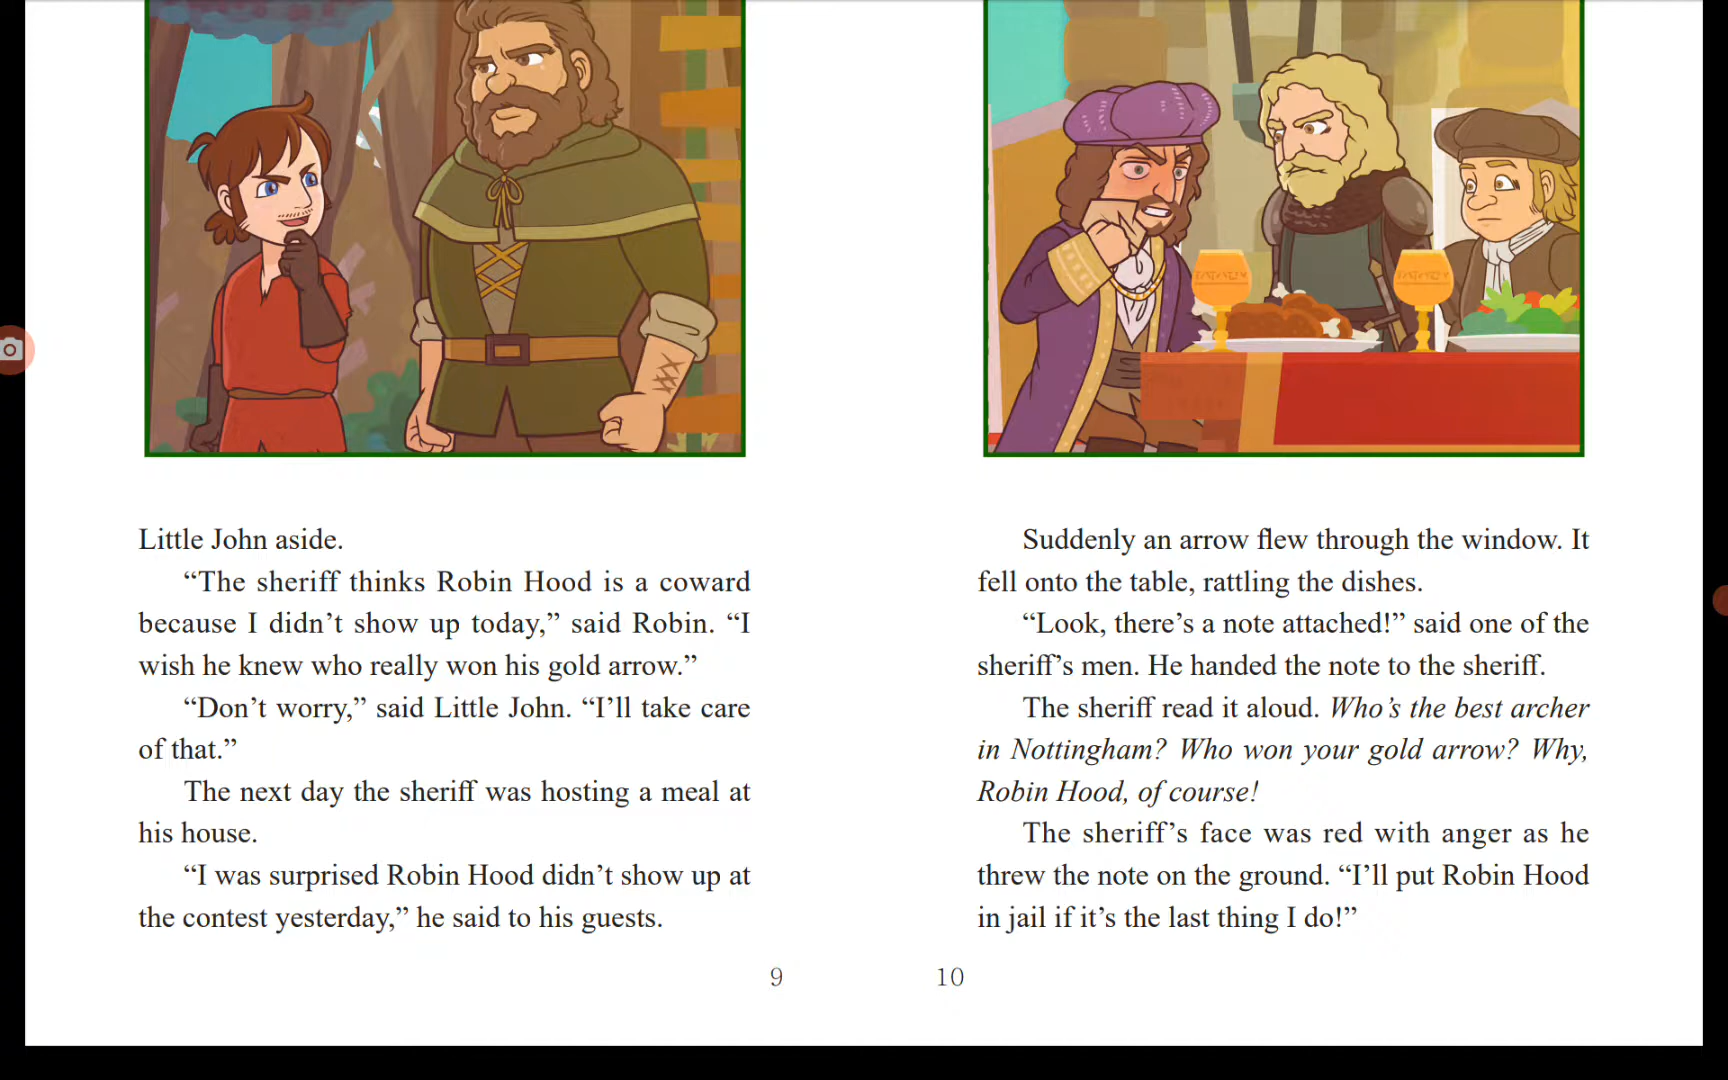 Little John aside.
“The sheriff thinks Robin Hood is a coward
because I didn’t show up today,” said Robin. “I
wish he knew who really won his gold arrow.”
“Don’t worry,” said Little John. “I’ll take care
of that.”
The next day the sheriff was hosting a meal at
his house.
“I was surprised Robin Hood didn’t show up at
the contest yesterday,” he said to his guests.
9
Suddenly an arrow flew through the window. It
fell onto the table, rattling the dishes.
“Look, there’s a note attached!” said one of the
sheriff’s men. He handed the note to the sheriff.
The sheriff read it aloud. Who’s the best archer
in Nottingham? Who won your gold arrow? Why,
Robin Hood, of course!
The sheriff’s face was red with anger as he
threw the note on the ground. “I’ll put Robin Hood
in jail if it’s the last thing I do!”
10